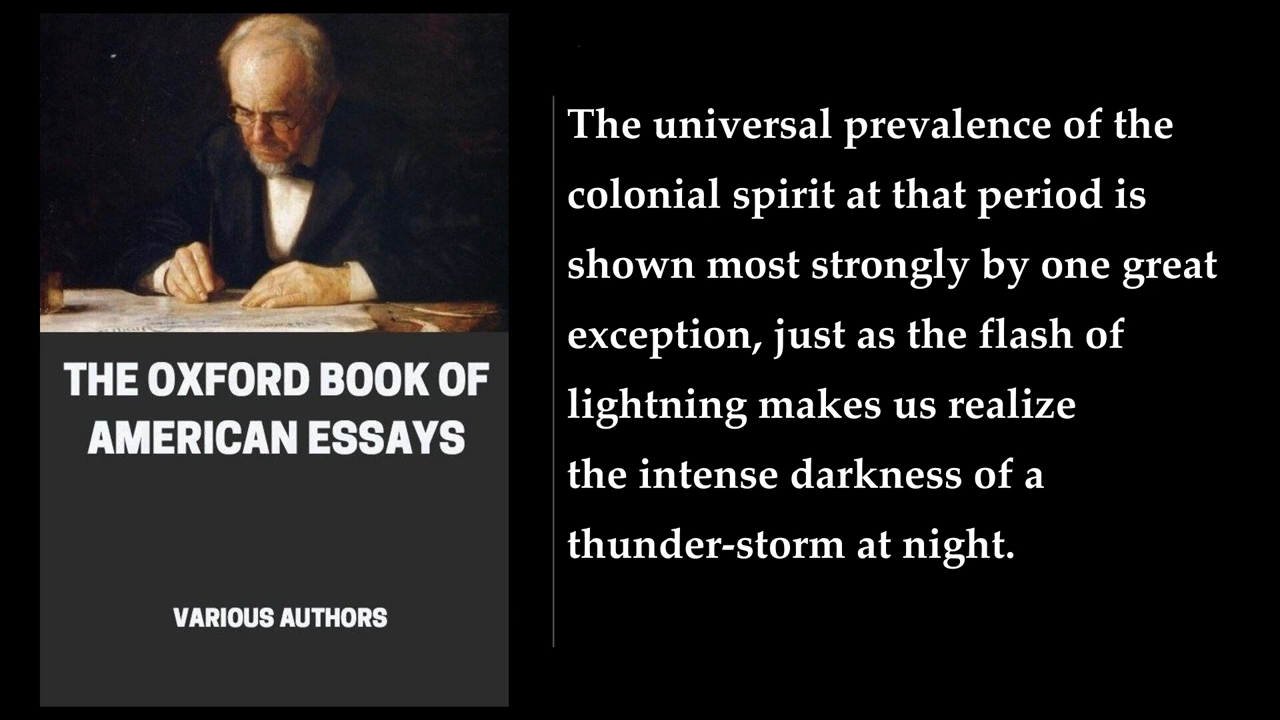 THE OXFORD BOOK OF
AMERICAN ESSAYS
VARIOUS AUTHORS
The universal prevalence of the
colonial spirit at that period is
shown most strongly by one great
exception, just as the flash of
lightning makes us realize
the intense darkness of a
thunder-storm at night.